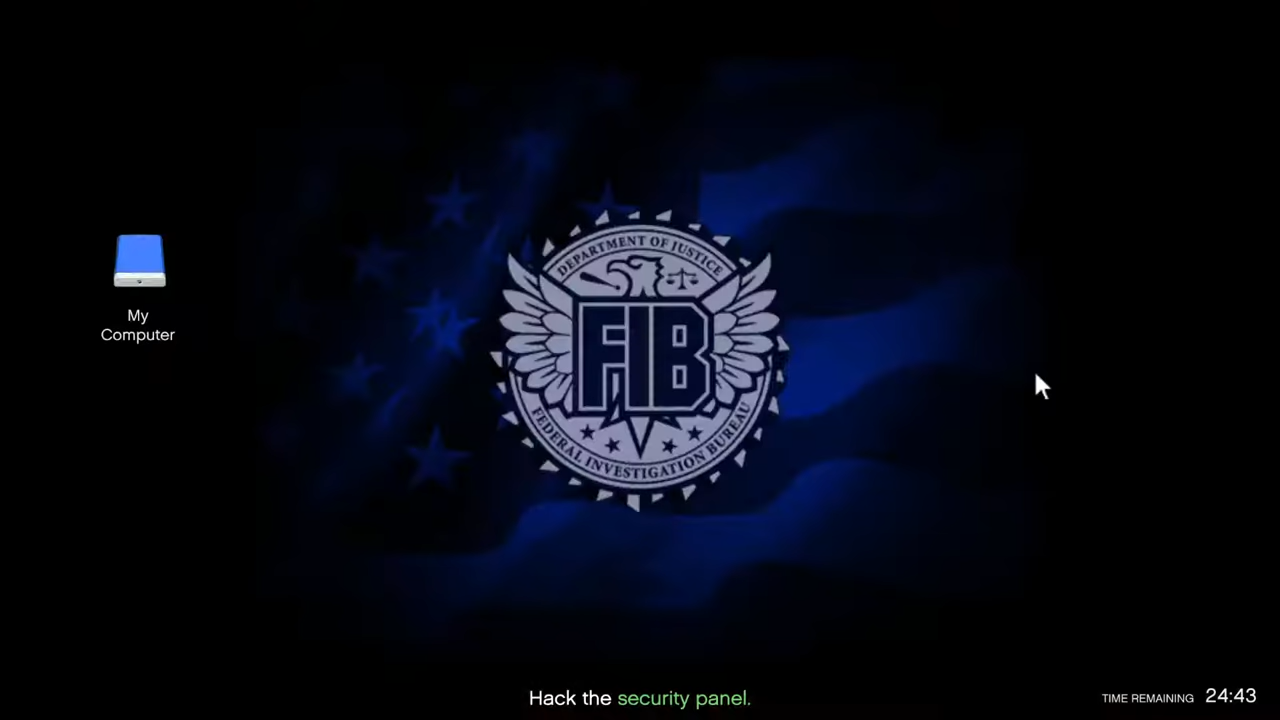 DEPARTMENT OF JUSTICE
FIB
FEDERAL INVESTIGATION BUREAU
My
Computer
Hack the security panel.
TIME REMAINING 24:43